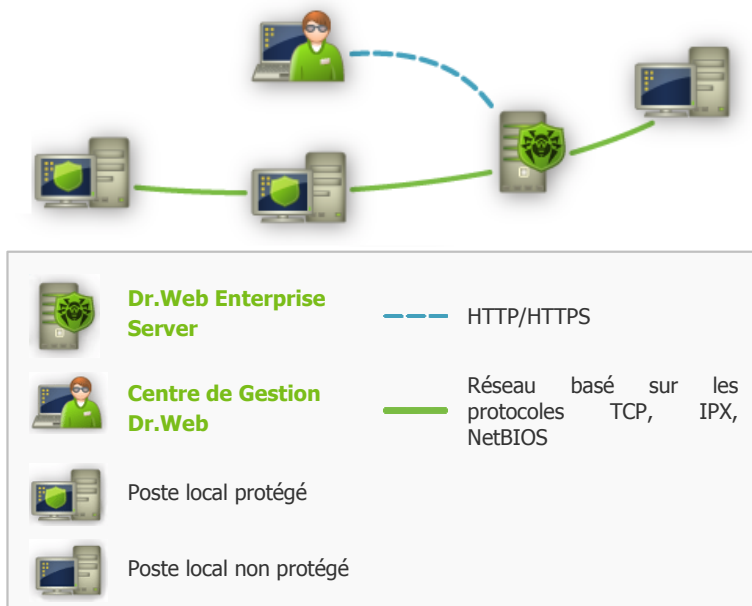 Dr.Web Enterprise
Server
HTTP/HTTPS
Centre de Gestion
Dr.Web
Réseau basé sur les
protocoles TCP, IPX,
NetBIOS
Poste local protégé
Poste local non protégé